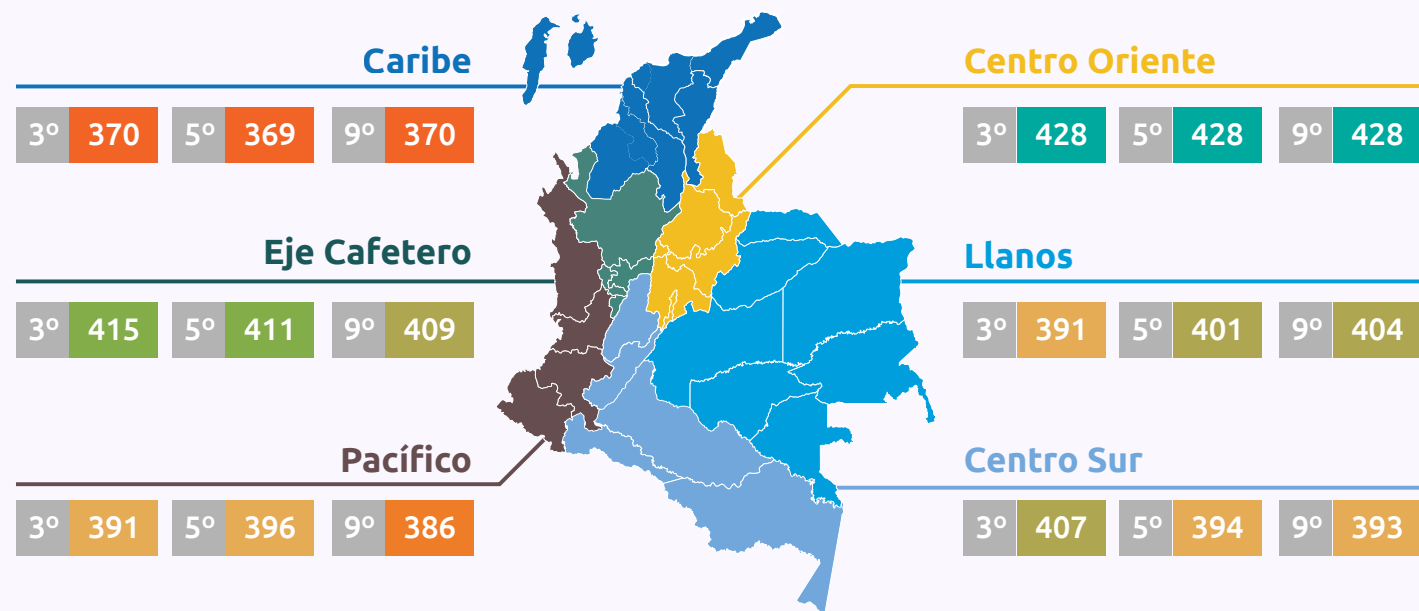 Caribe
3º 370 5º 369 9º 370
Centro Oriente
3º 428 5º 428 9º 428
Eje Cafetero
3º 415 5º 411 9º 409
Llanos
3º 391 5º 401 9º 404
Pacífico
3º 391 5º 396 9º 386
Centro Sur
3º 407 5º 394 9º 393